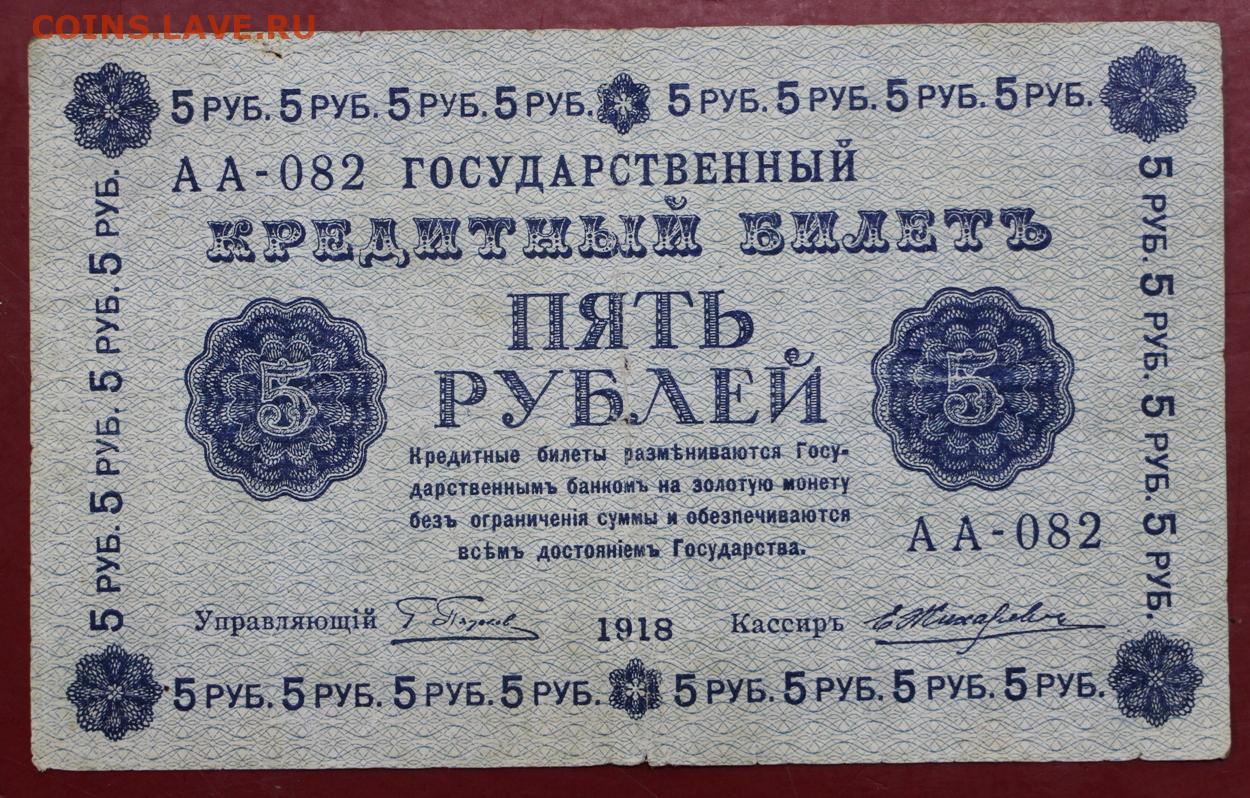 COINS.LAVE.RU
5 РУБ. 5 РУБ. 5 РУБ. 5 РУБ. 5 РУБ. 5 РУБ. 5 РУБ. 5 РУБ.
АА-082 ГОСУДАРСТВЕННЫЙ
КРЕДИТНЫЙ БИЛЕТЪ
5 РУБ. 5 РУБ. 5 РУБ. 5 РУБ.
5
ПЯТЬ
РУБЛЕЙ
5
5 РУБ. 5 РУБ. 5 РУБ. 5 РУБ.
Кредитные билеты размѣниваются Госу-
дарственнымъ банкомъ на золотую монету
безъ ограниченія суммы и обезпечиваются
всѣмъ достояніемъ Государства.
АА-082
Управляющій Г. Пятаков 1918 Кассиръ Е. Жихаревъ
5 РУБ. 5 РУБ. 5 РУБ. 5 РУБ. 5 РУБ. 5 РУБ. 5 РУБ. 5 РУБ.